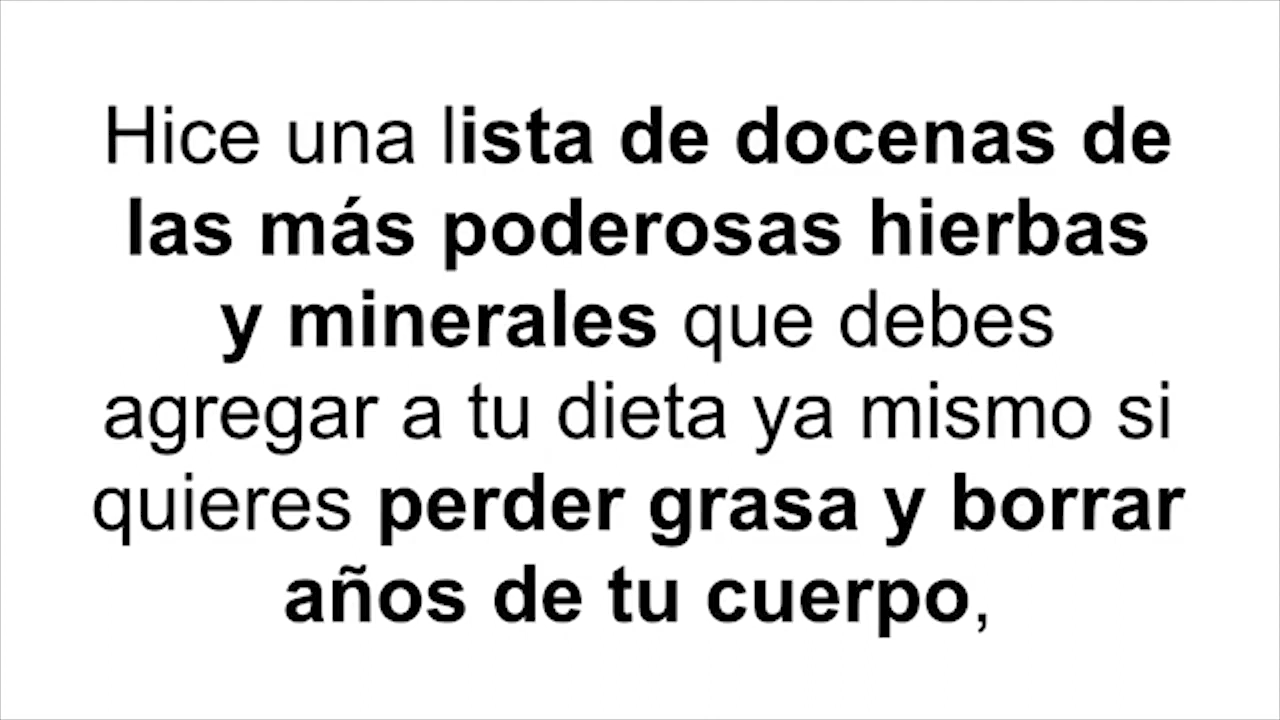 Hice una lista de docenas de
las más poderosas hierbas
y minerales que debes
agregar a tu dieta ya mismo si
quieres perder grasa y borrar
años de tu cuerpo,